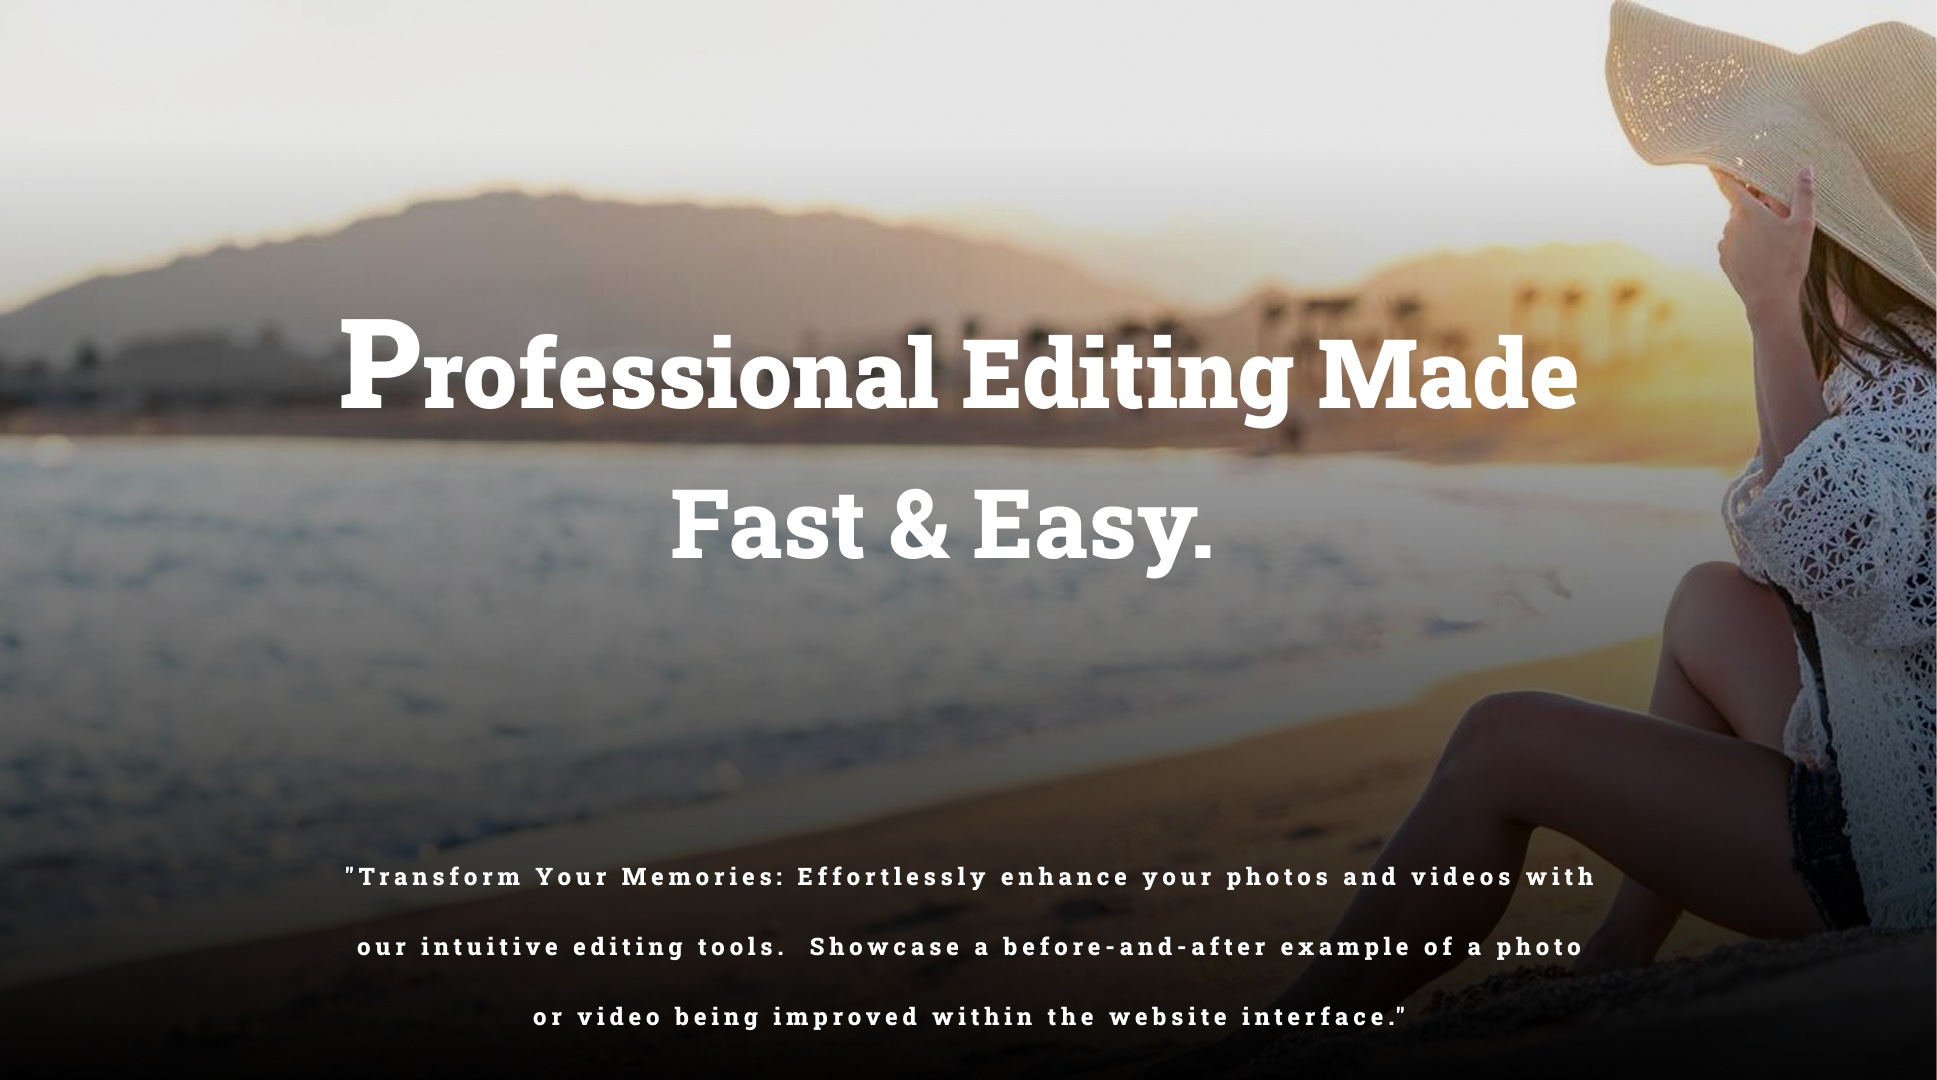 Professional Editing Made
Fast & Easy.
"Transform Your Memories: Effortlessly enhance your photos and videos with
our intuitive editing tools.  Showcase a before-and-after example of a photo
or video being improved within the website interface."